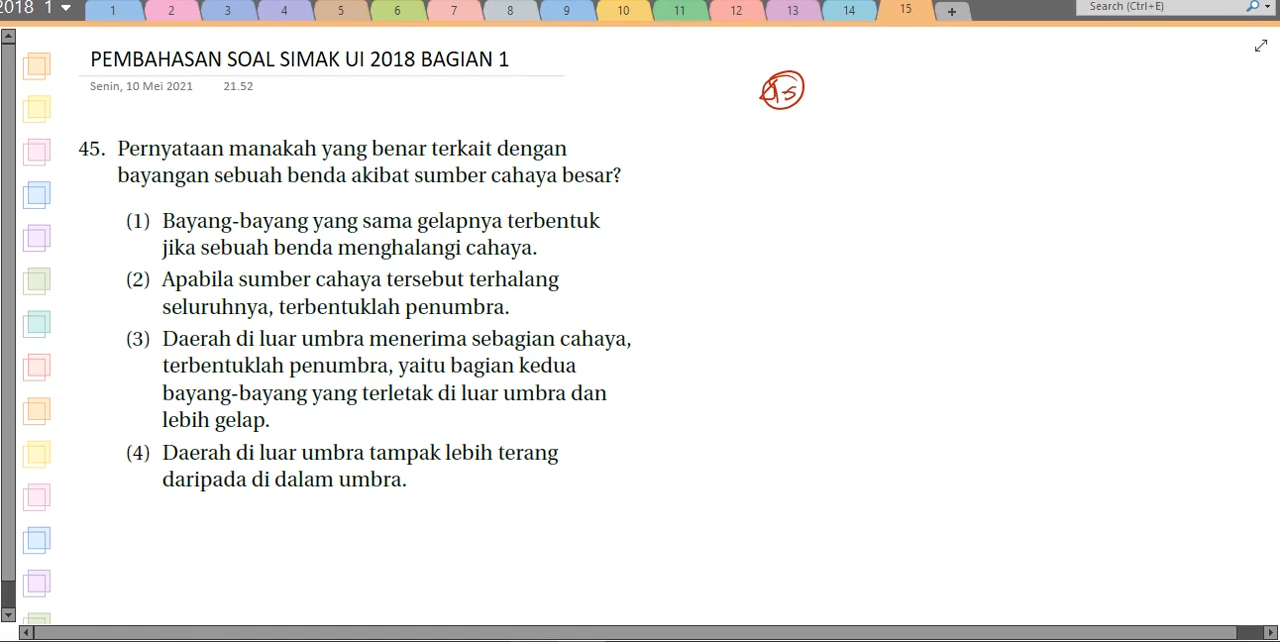 2018 1
1 2 3 4 5 6 7 8 9 10 11 12 13 14 15 +
Search (Ctrl+E)
PEMBAHASAN SOAL SIMAK UI 2018 BAGIAN 1
Senin, 10 Mei 2021 21.52
45. Pernyataan manakah yang benar terkait dengan
bayangan sebuah benda akibat sumber cahaya besar?
(1) Bayang-bayang yang sama gelapnya terbentuk
jika sebuah benda menghalangi cahaya.
(2) Apabila sumber cahaya tersebut terhalang
seluruhnya, terbentuklah penumbra.
(3) Daerah di luar umbra menerima sebagian cahaya,
terbentuklah penumbra, yaitu bagian kedua
bayang-bayang yang terletak di luar umbra dan
lebih gelap.
(4) Daerah di luar umbra tampak lebih terang
daripada di dalam umbra.